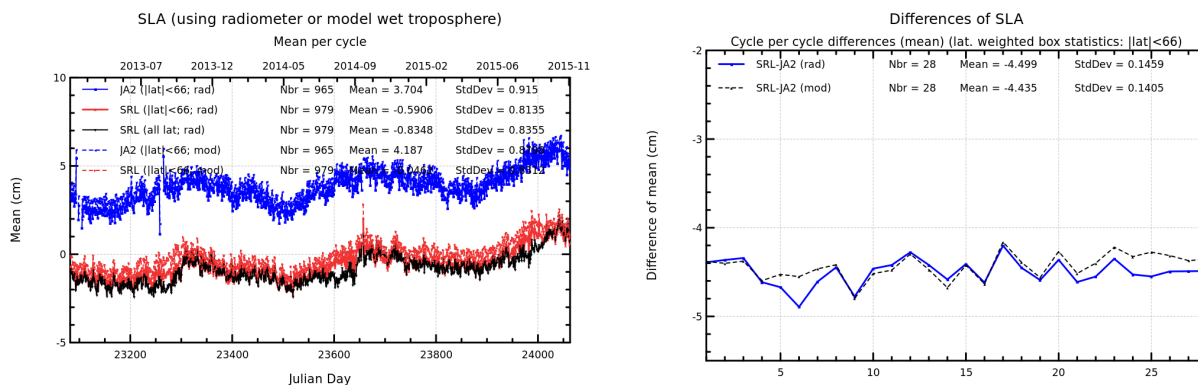 SLA (using radiometer or model wet troposphere)
Mean per cycle
2013-07 2013-12 2014-05 2014-09 2015-02 2015-06 2015-11
JA2 (|lat|<66; rad) Nbr = 965 Mean = 3.704 StdDev = 0.915
SRL (|lat|<66; rad) Nbr = 979 Mean = -0.5906 StdDev = 0.8135
SRL (all lat; rad) Nbr = 979 Mean = -0.8348 StdDev = 0.8355
JA2 (|lat|<66; mod) Nbr = 965 Mean = 4.187 StdDev =
SRL (|lat|<66; mod) Nbr = 979
10
5
0
-5
Mean (cm)
23200 23400 23600 23800 24000
Julian Day
Differences of SLA
Cycle per cycle differences (mean) (lat. weighted box statistics: |lat|<66)
SRL-JA2 (rad) Nbr = 28 Mean = -4.499 StdDev = 0.1459
SRL-JA2 (mod) Nbr = 28 Mean = -4.435 StdDev = 0.1405
-2
-3
-4
-5
Difference of mean (cm)
5 10 15 20 25